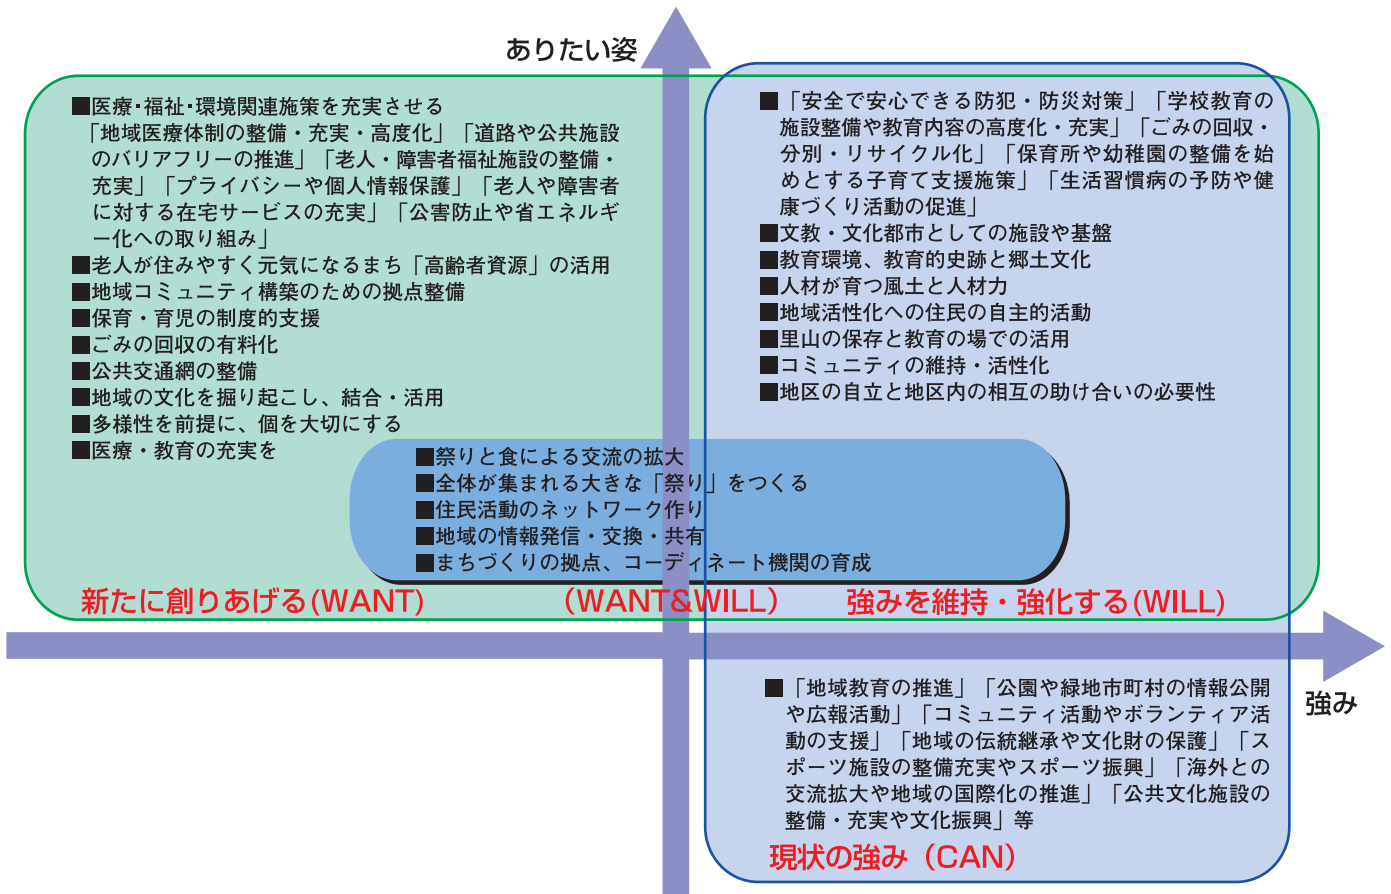 ありたい姿
■医療・福祉・環境関連施策を充実させる
「地域医療体制の整備・充実・高度化」「道路や公共施設
のバリアフリーの推進」「老人・障害者福祉施設の整備・
充実」「プライバシーや個人情報保護」「老人や障害者
に対する在宅サービスの充実」「公害防止や省エネルギ
ー化への取り組み」
■老人が住みやすく元気になるまち「高齢者資源」の活用
■地域コミュニティ構築のための拠点整備
■保育・育児の制度的支援
■ごみの回収の有料化
■公共交通網の整備
■地域の文化を掘り起こし、結合・活用
■多様性を前提に、個を大切にする
■医療・教育の充実を
■「安全で安心できる防犯・防災対策」「学校教育の
施設整備や教育内容の高度化・充実」「ごみの回収・
分別・リサイクル化」「保育所や幼稚園の整備を始
めとする子育て支援施策」「生活習慣病の予防や健
康づくり活動の促進」
■文教・文化都市としての施設や基盤
■教育環境、教育的史跡と郷土文化
■人材が育つ風土と人材力
■地域活性化への住民の自主的活動
■里山の保存と教育の場での活用
■コミュニティの維持・活性化
■地区の自立と地区内の相互の助け合いの必要性
■祭りと食による交流の拡大
■全体が集まれる大きな「祭り」をつくる
■住民活動のネットワーク作り
■地域の情報発信・交換・共有
■まちづくりの拠点、コーディネート機関の育成
新たに創りあげる(WANT)
（WANT&WILL）
強みを維持・強化する(WILL)
強み
■「地域教育の推進」「公園や緑地市町村の情報公開
や広報活動」「コミュニティ活動やボランティア活
動の支援」「地域の伝統継承や文化財の保護」「ス
ポーツ施設の整備充実やスポーツ振興」「海外との
交流拡大や地域の国際化の推進」「公共文化施設の
整備・充実や文化振興」等
現状の強み（CAN）